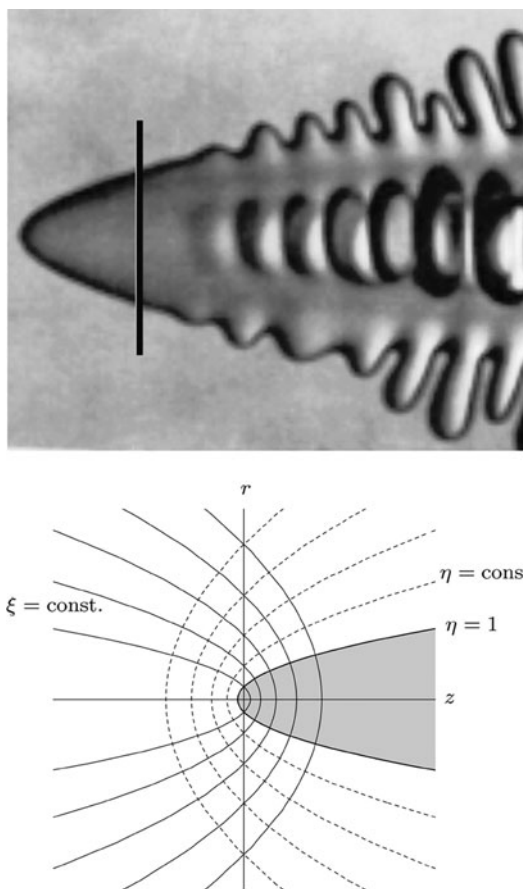 r
η = cons
ξ = const.
η = 1
z